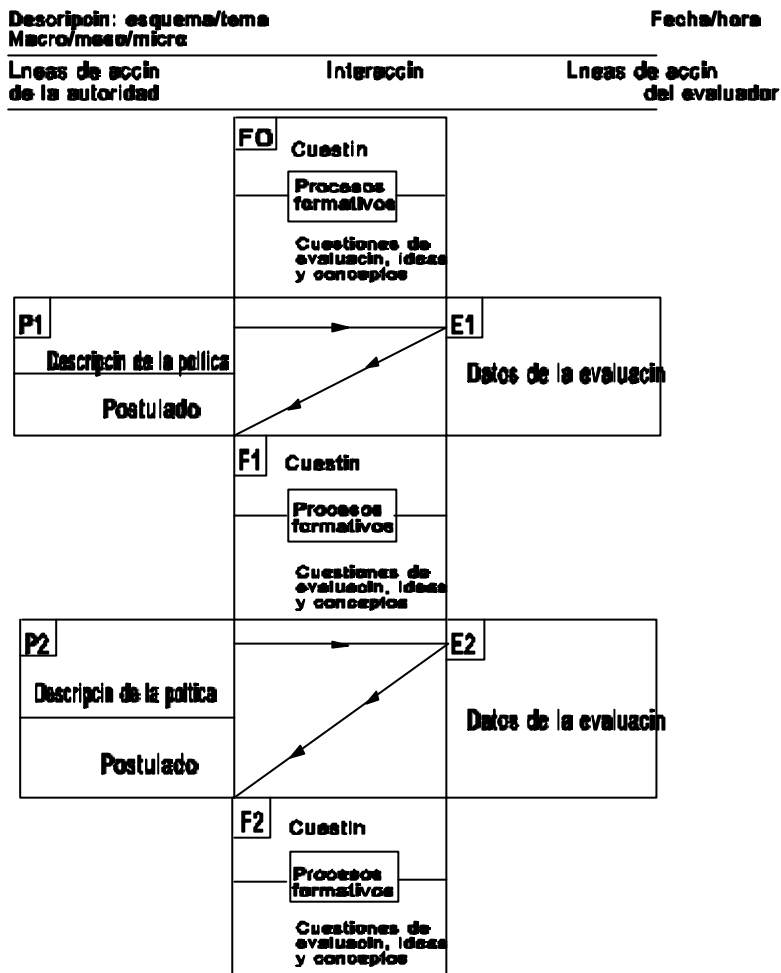 Descripcin: esquema/tema
Fecha/hora
Macro/meso/micro
Lneas de accin
de la autoridad
Interaccin
Lneas de accin
del evaluador
F0
Cuestin
Procesos
formativos
Cuestiones de
evaluacin, ideas
y conceptos
P1
Descripcin de la poltica
Postulado
E1
Datos de la evaluacin
F1
Cuestin
Procesos
formativos
Cuestiones de
evaluacin, ideas
y conceptos
P2
Descripcin de la poltica
Postulado
E2
Datos de la evaluacin
F2
Cuestin
Procesos
formativos
Cuestiones de
evaluacin, ideas
y conceptos